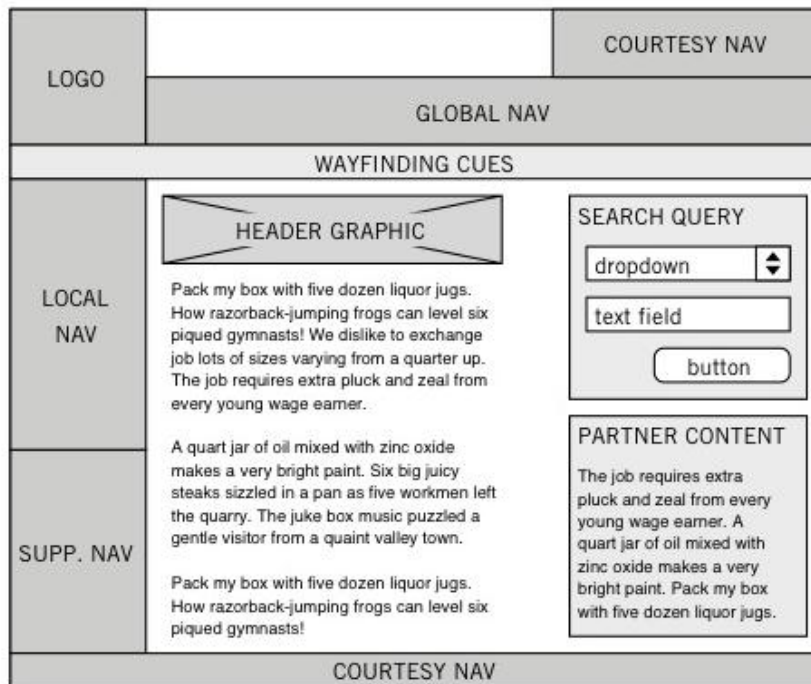 LOGO
COURTESY NAV
GLOBAL NAV
WAYFINDING CUES
LOCAL
NAV
SUPP. NAV
HEADER GRAPHIC
Pack my box with five dozen liquor jugs.
How razorback-jumping frogs can level six
piqued gymnasts! We dislike to exchange
job lots of sizes varying from a quarter up.
The job requires extra pluck and zeal from
every young wage earner.
A quart jar of oil mixed with zinc oxide
makes a very bright paint. Six big juicy
steaks sizzled in a pan as five workmen left
the quarry. The juke box music puzzled a
gentle visitor from a quaint valley town.
Pack my box with five dozen liquor jugs.
How razorback-jumping frogs can level six
piqued gymnasts!
SEARCH QUERY
dropdown
text field
button
PARTNER CONTENT
The job requires extra
pluck and zeal from every
young wage earner. A
quart jar of oil mixed with
zinc oxide makes a very
bright paint. Pack my box
with five dozen liquor jugs.
COURTESY NAV